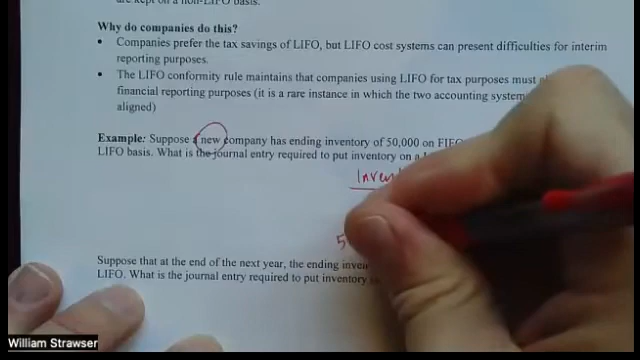 are kept on a non-LIFO basis.
Why do companies do this?
• Companies prefer the tax savings of LIFO, but LIFO cost systems can present difficulties for interim
reporting purposes.
• The LIFO conformity rule maintains that companies using LIFO for tax purposes must
financial reporting purposes (it is a rare instance in which the two accounting system
aligned)
Example: Suppose a new company has ending inventory of 50,000 on FIF
LIFO basis. What is the journal entry required to put inventory on a
Inven
5
Suppose that at the end of the next year, the ending inven
LIFO. What is the journal entry required to put inventory
William Strawser